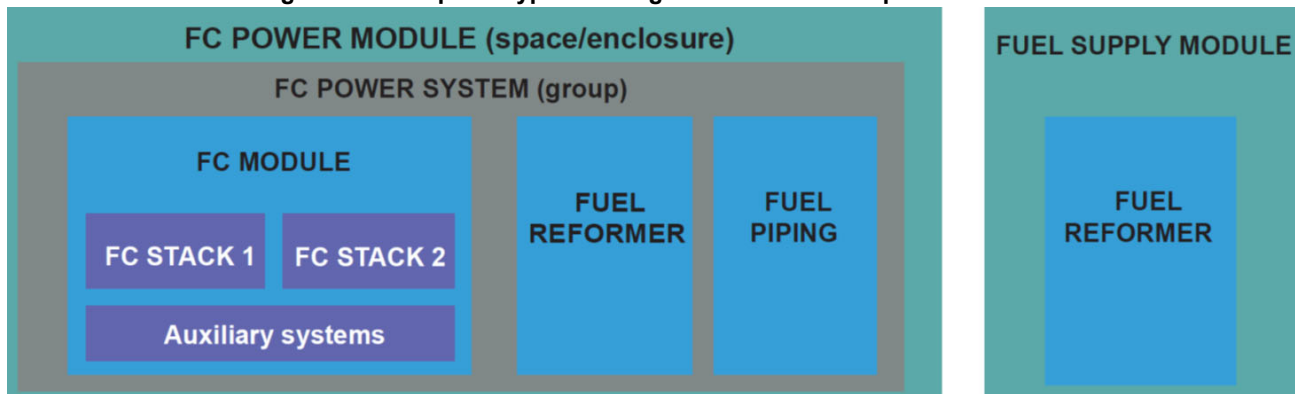 FC POWER MODULE (space/enclosure)
FC POWER SYSTEM (group)
FC MODULE
FC STACK 1
FC STACK 2
Auxiliary systems
FUEL
REFORMER
FUEL
PIPING
FUEL SUPPLY MODULE
FUEL
REFORMER